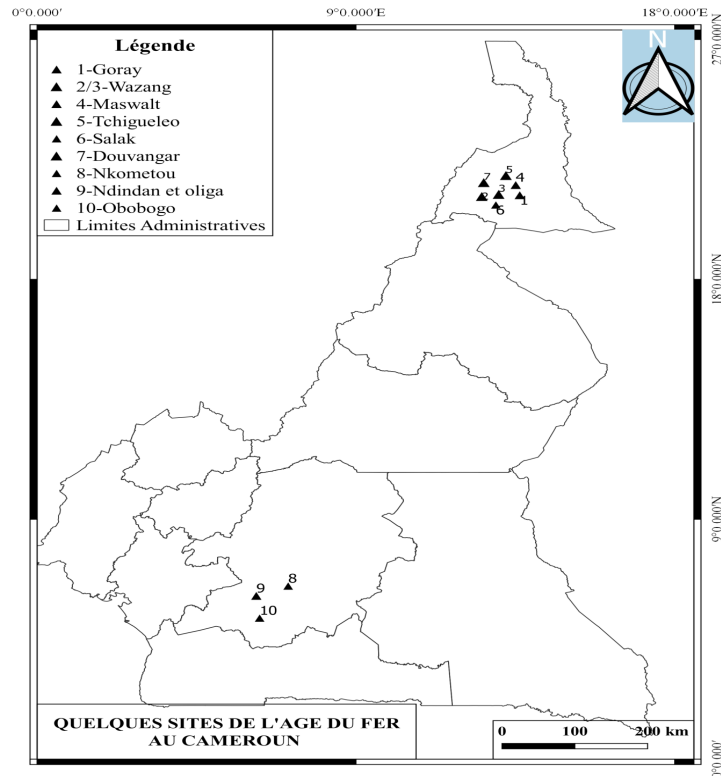 0°0.000′ 9°0.000′E 18°0.000′E
27°0.000′N
N
Légende
1-Goray
2/3-Wazang
4-Maswalt
5-Tchigueleo
6-Salak
7-Douvangar
8-Nkometou
9-Ndindan et oliga
10-Obobogo
Limites Administratives
5
7
4
3
2
1
6
18°0.000′N
9°0.000′N
8
9
10
QUELQUES SITES DE L'AGE DU FER
AU CAMEROUN
0 100 200 km
0°0.000′